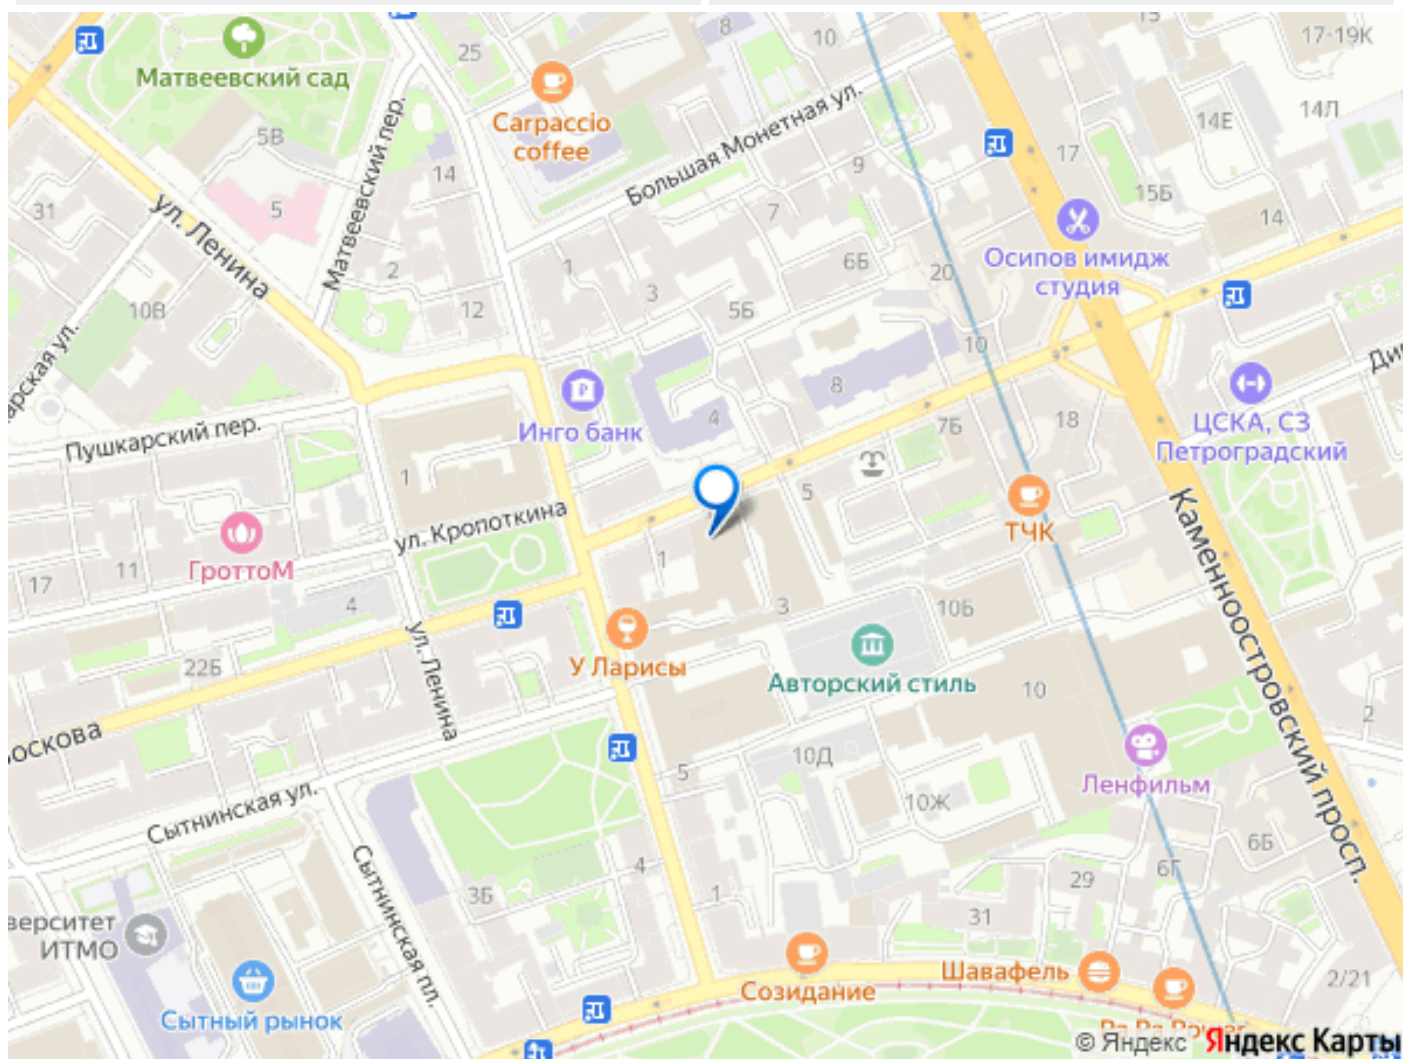 8
10
15
17-19К
25
Матвеевский сад
Carpaccio
coffee
Большая Монетная ул.
14Е
14Л
5В
Матвеевский пер.
14
9
17
15Б
31
5
ул. Ленина
7
14
Осипов имидж
студия
2
1
6Б
20
10В
12
3
5Б
10
8
Пушкарский пер.
Инго банк
4
7Б
18
ЦСКА, СЗ
Петроградский
1
5
ул. Кропоткина
ТЧК
Каменноостровский просп.
17
11
ГроттоМ
1
4
3
10Б
У Ларисы
22Б
ул. Ленина
Авторский стиль
10
2
5
10Д
Ленфильм
Сытнинская ул.
10Ж
6Б
Сытнинская пл.
4
3Б
1
29
6Г
31
ИТМО
Созидание
Шавафель
2/21
Сытный рынок
© Яндекс Яндекс Карты